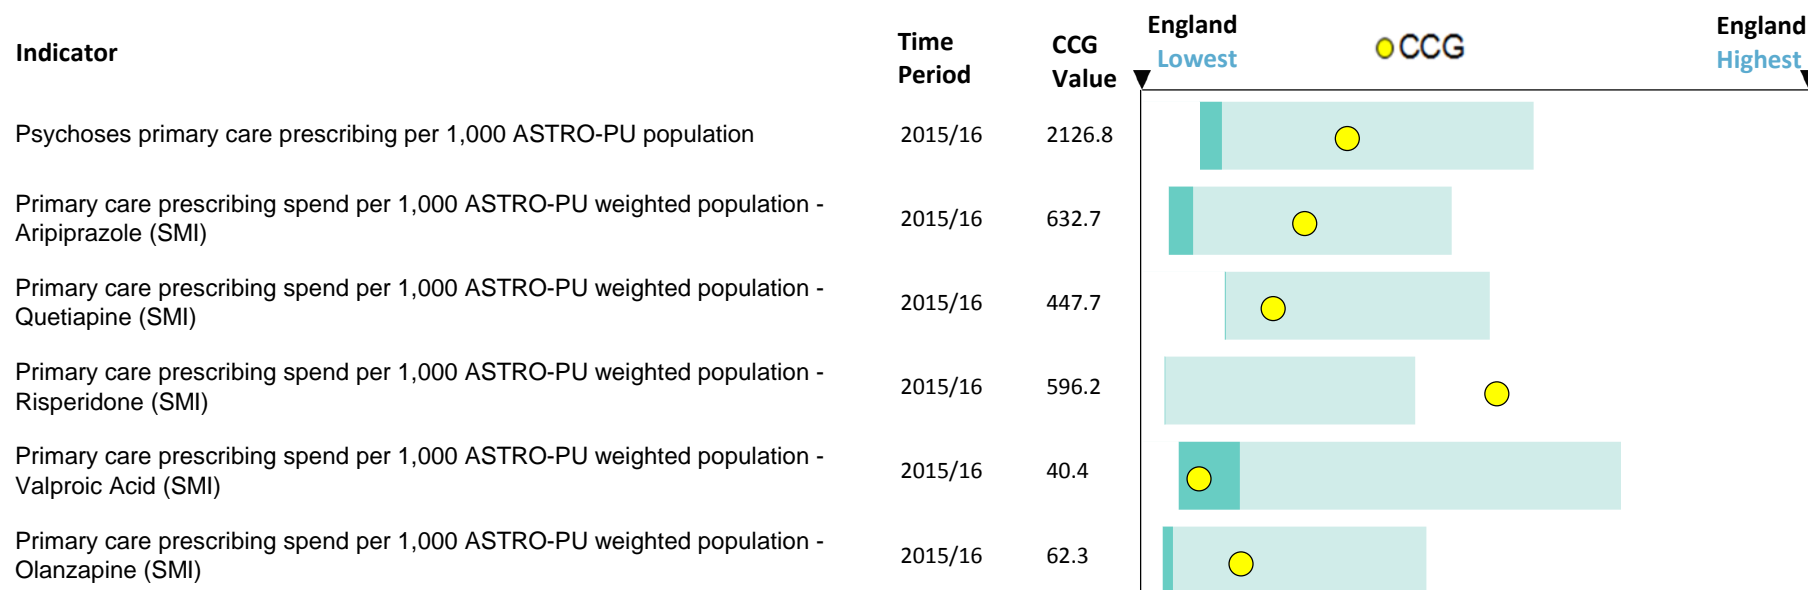 Indicator
Time
Period
CCG
Value
England
Lowest
CCG
England
Highest
Psychoses primary care prescribing per 1,000 ASTRO-PU population 2015/16 2126.8
Primary care prescribing spend per 1,000 ASTRO-PU weighted population -
Aripiprazole (SMI) 2015/16 632.7
Primary care prescribing spend per 1,000 ASTRO-PU weighted population -
Quetiapine (SMI) 2015/16 447.7
Primary care prescribing spend per 1,000 ASTRO-PU weighted population -
Risperidone (SMI) 2015/16 596.2
Primary care prescribing spend per 1,000 ASTRO-PU weighted population -
Valproic Acid (SMI) 2015/16 40.4
Primary care prescribing spend per 1,000 ASTRO-PU weighted population -
Olanzapine (SMI) 2015/16 62.3